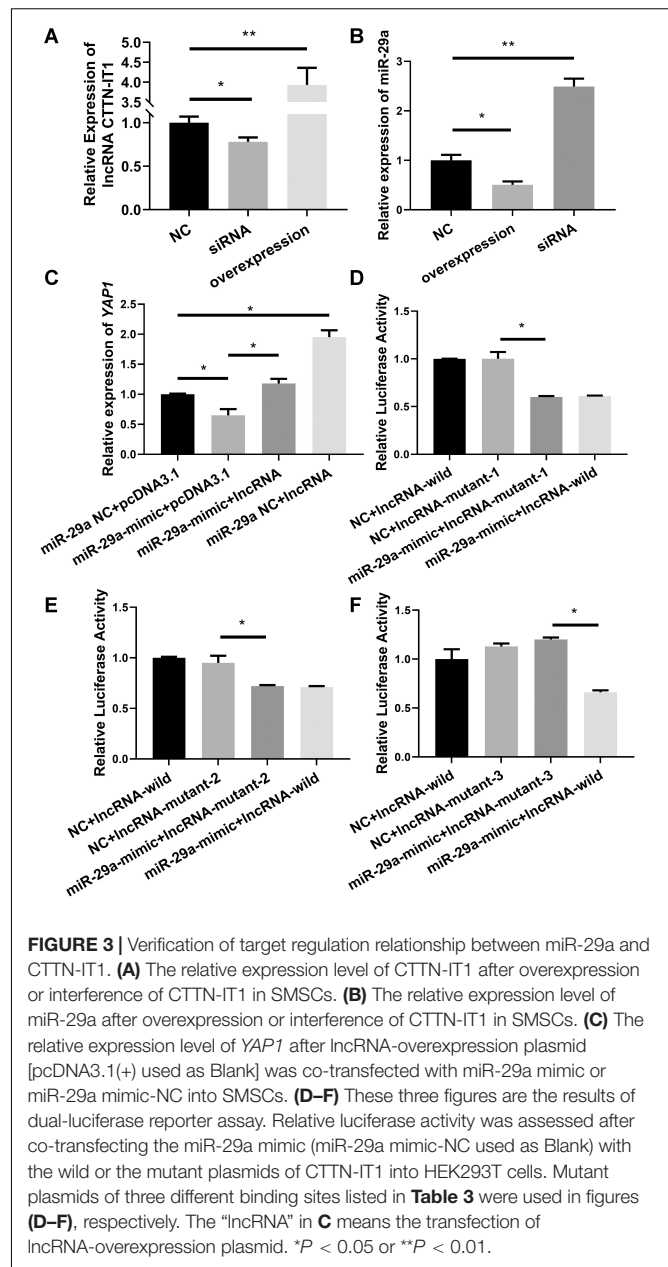 A
Relative Expression of
lncRNA CTTN-IT1
5.0
4.5
4.0
3.5
1.0
0.5
0.0
**
*
NC
siRNA
overexpression
B
Relative expression of miR-29a
3
2
1
0
**
*
NC
overexpression
siRNA
C
Relative expression of YAP1
2.5
2.0
1.5
1.0
0.5
0.0
*
*
*
miR-29a NC+pcDNA3.1
miR-29a-mimic+pcDNA3.1
miR-29a-mimic+lncRNA
miR-29a NC+lncRNA
D
Relative Luciferase Activity
1.5
1.0
0.5
0.0
*
NC+lncRNA-wild
NC+lncRNA-mutant-1
miR-29a-mimic+lncRNA-mutant-1
miR-29a-mimic+lncRNA-wild
E
Relative Luciferase Activity
1.5
1.0
0.5
0.0
*
NC+lncRNA-wild
NC+lncRNA-mutant-2
miR-29a-mimic+lncRNA-mutant-2
miR-29a-mimic+lncRNA-wild
F
Relative Luciferase Activity
1.5
1.0
0.5
0.0
*
NC+lncRNA-wild
NC+lncRNA-mutant-3
miR-29a-mimic+lncRNA-mutant-3
miR-29a-mimic+lncRNA-wild
FIGURE 3 | Verification of target regulation relationship between miR-29a and
CTTN-IT1. (A) The relative expression level of CTTN-IT1 after overexpression
or interference of CTTN-IT1 in SMSCs. (B) The relative expression level of
miR-29a after overexpression or interference of CTTN-IT1 in SMSCs. (C) The
relative expression level of YAP1 after lncRNA-overexpression plasmid
[pcDNA3.1(+) used as Blank] was co-transfected with miR-29a mimic or
miR-29a mimic-NC into SMSCs. (D–F) These three figures are the results of
dual-luciferase reporter assay. Relative luciferase activity was assessed after
co-transfecting the miR-29a mimic (miR-29a mimic-NC used as Blank) with
the wild or the mutant plasmids of CTTN-IT1 into HEK293T cells. Mutant
plasmids of three different binding sites listed in Table 3 were used in figures
(D–F), respectively. The “lncRNA” in C means the transfection of
lncRNA-overexpression plasmid. *P < 0.05 or **P < 0.01.